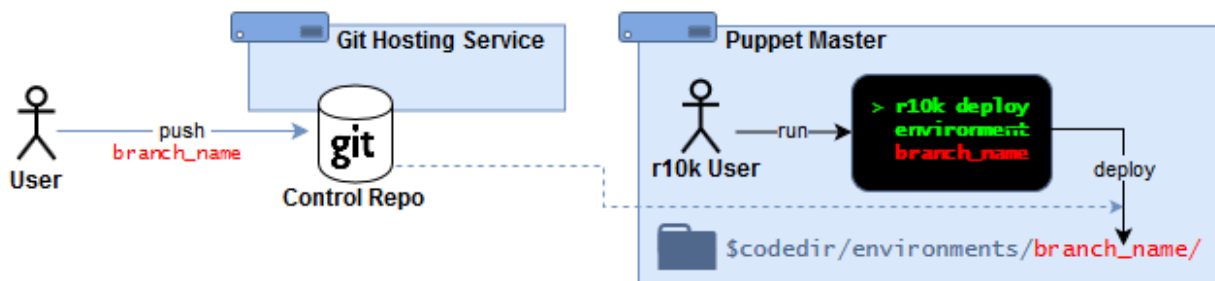 Git Hosting Service
Puppet Master
User
push
branch_name
git
Control Repo
r10k User
run
> r10k deploy
environment
branch_name
deploy
$codedir/environments/branch_name/